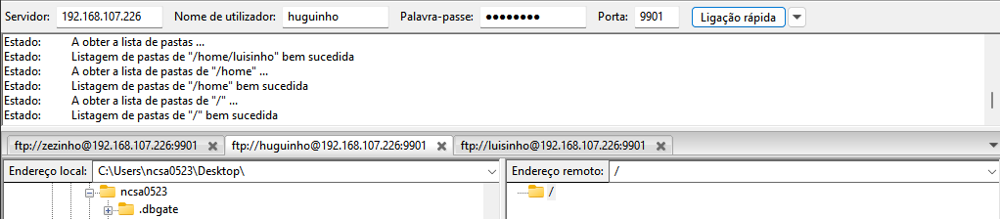 Servidor: 192.168.107.226 Nome de utilizador: huguinho Palavra-passe: ●●●●●●●● Porta: 9901 Ligação rápida
Estado: A obter a lista de pastas ...
Estado: Listagem de pastas de "/home/luisinho" bem sucedida
Estado: A obter a lista de pastas de "/home" ...
Estado: Listagem de pastas de "/home" bem sucedida
Estado: A obter a lista de pastas de "/" ...
Estado: Listagem de pastas de "/" bem sucedida
ftp://zezinho@192.168.107.226:9901 ftp://huguinho@192.168.107.226:9901 ftp://luisinho@192.168.107.226:9901
Endereço local: C:\Users\ncsa0523\Desktop\ Endereço remoto: /
ncsa0523 /
.dbgate